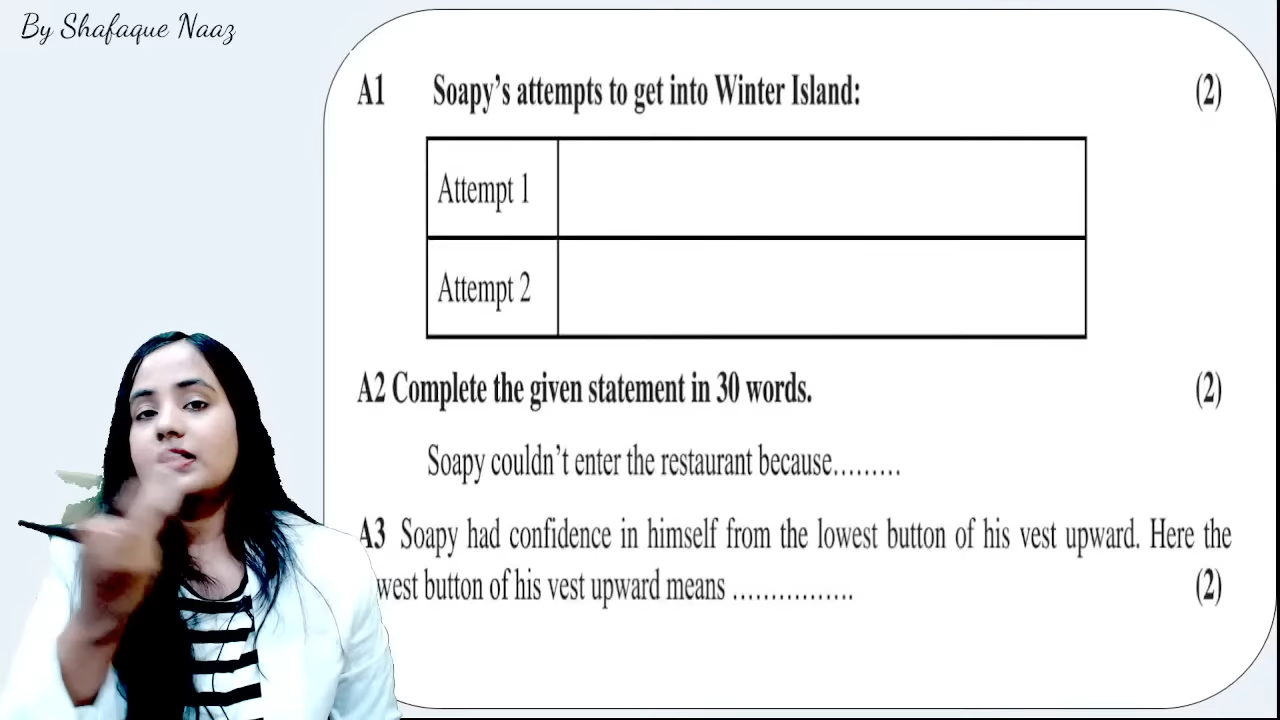 By Shafaque Naaz
A1 Soapy's attempts to get into Winter Island: (2)
Attempt 1
Attempt 2
A2 Complete the given statement in 30 words. (2)
Soapy couldn't enter the restaurant because.........
A3 Soapy had confidence in himself from the lowest button of his vest upward. Here the
west button of his vest upward means ................ (2)